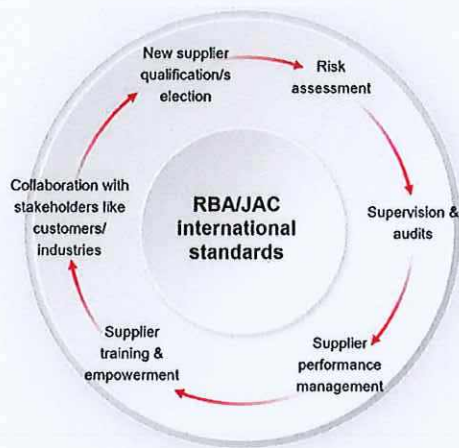 New supplier
qualification/s
election
Risk
assessment
Supervision &
audits
Supplier
performance
management
Supplier
training &
empowerment
Collaboration with
stakeholders like
customers/
industries
RBA/JAC
international
standards